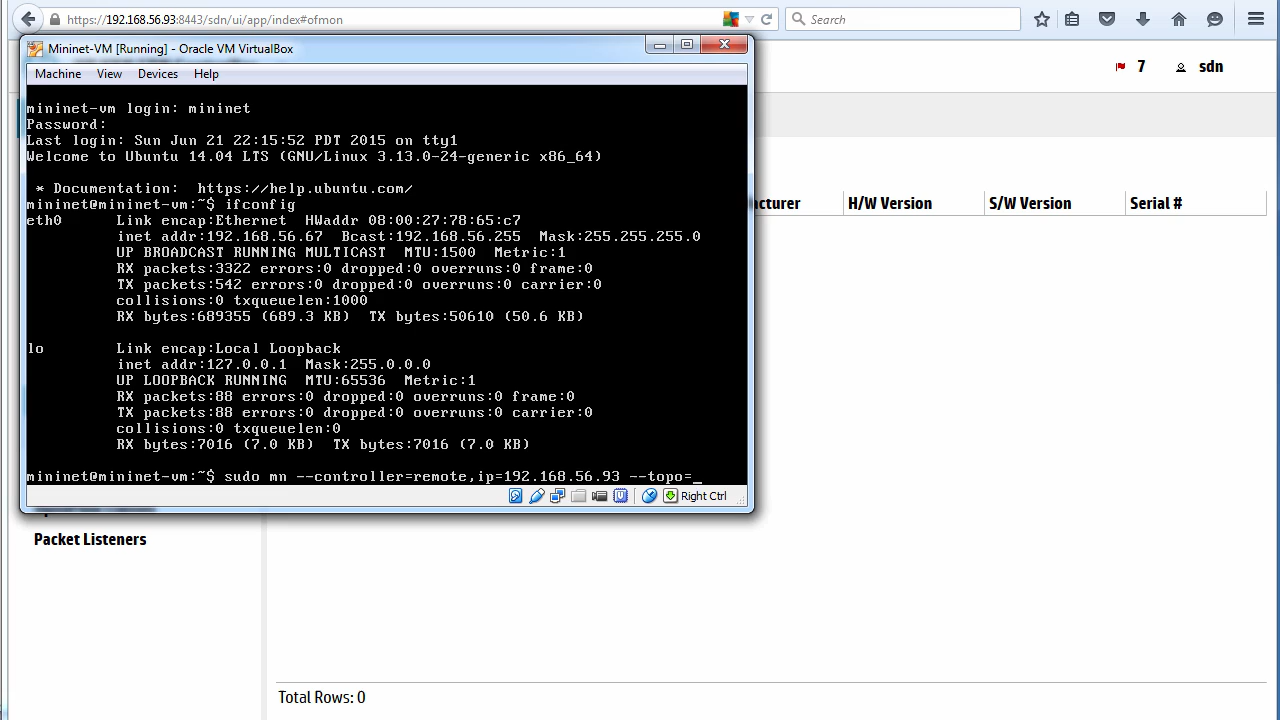 https://192.168.56.93:8443/sdn/ui/app/index#ofmon
Search
Mininet-VM [Running] - Oracle VM VirtualBox
Machine View Devices Help
7 sdn
mininet-vm login: mininet
Password:
Last login: Sun Jun 21 22:15:52 PDT 2015 on tty1
Welcome to Ubuntu 14.04 LTS (GNU/Linux 3.13.0-24-generic x86_64)
* Documentation: https://help.ubuntu.com/
mininet@mininet-vm:~$ ifconfig
eth0 Link encap:Ethernet HWaddr 08:00:27:78:65:c7
inet addr:192.168.56.67 Bcast:192.168.56.255 Mask:255.255.255.0
UP BROADCAST RUNNING MULTICAST MTU:1500 Metric:1
RX packets:3322 errors:0 dropped:0 overruns:0 frame:0
TX packets:542 errors:0 dropped:0 overruns:0 carrier:0
collisions:0 txqueuelen:1000
RX bytes:689355 (689.3 KB) TX bytes:50610 (50.6 KB)
lo Link encap:Local Loopback
inet addr:127.0.0.1 Mask:255.0.0.0
UP LOOPBACK RUNNING MTU:65536 Metric:1
RX packets:88 errors:0 dropped:0 overruns:0 frame:0
TX packets:88 errors:0 dropped:0 overruns:0 carrier:0
collisions:0 txqueuelen:0
RX bytes:7016 (7.0 KB) TX bytes:7016 (7.0 KB)
mininet@mininet-vm:~$ sudo mn --controller=remote,ip=192.168.56.93 --topo=_
Right Ctrl
cturer H/W Version S/W Version Serial #
Packet Listeners
Total Rows: 0